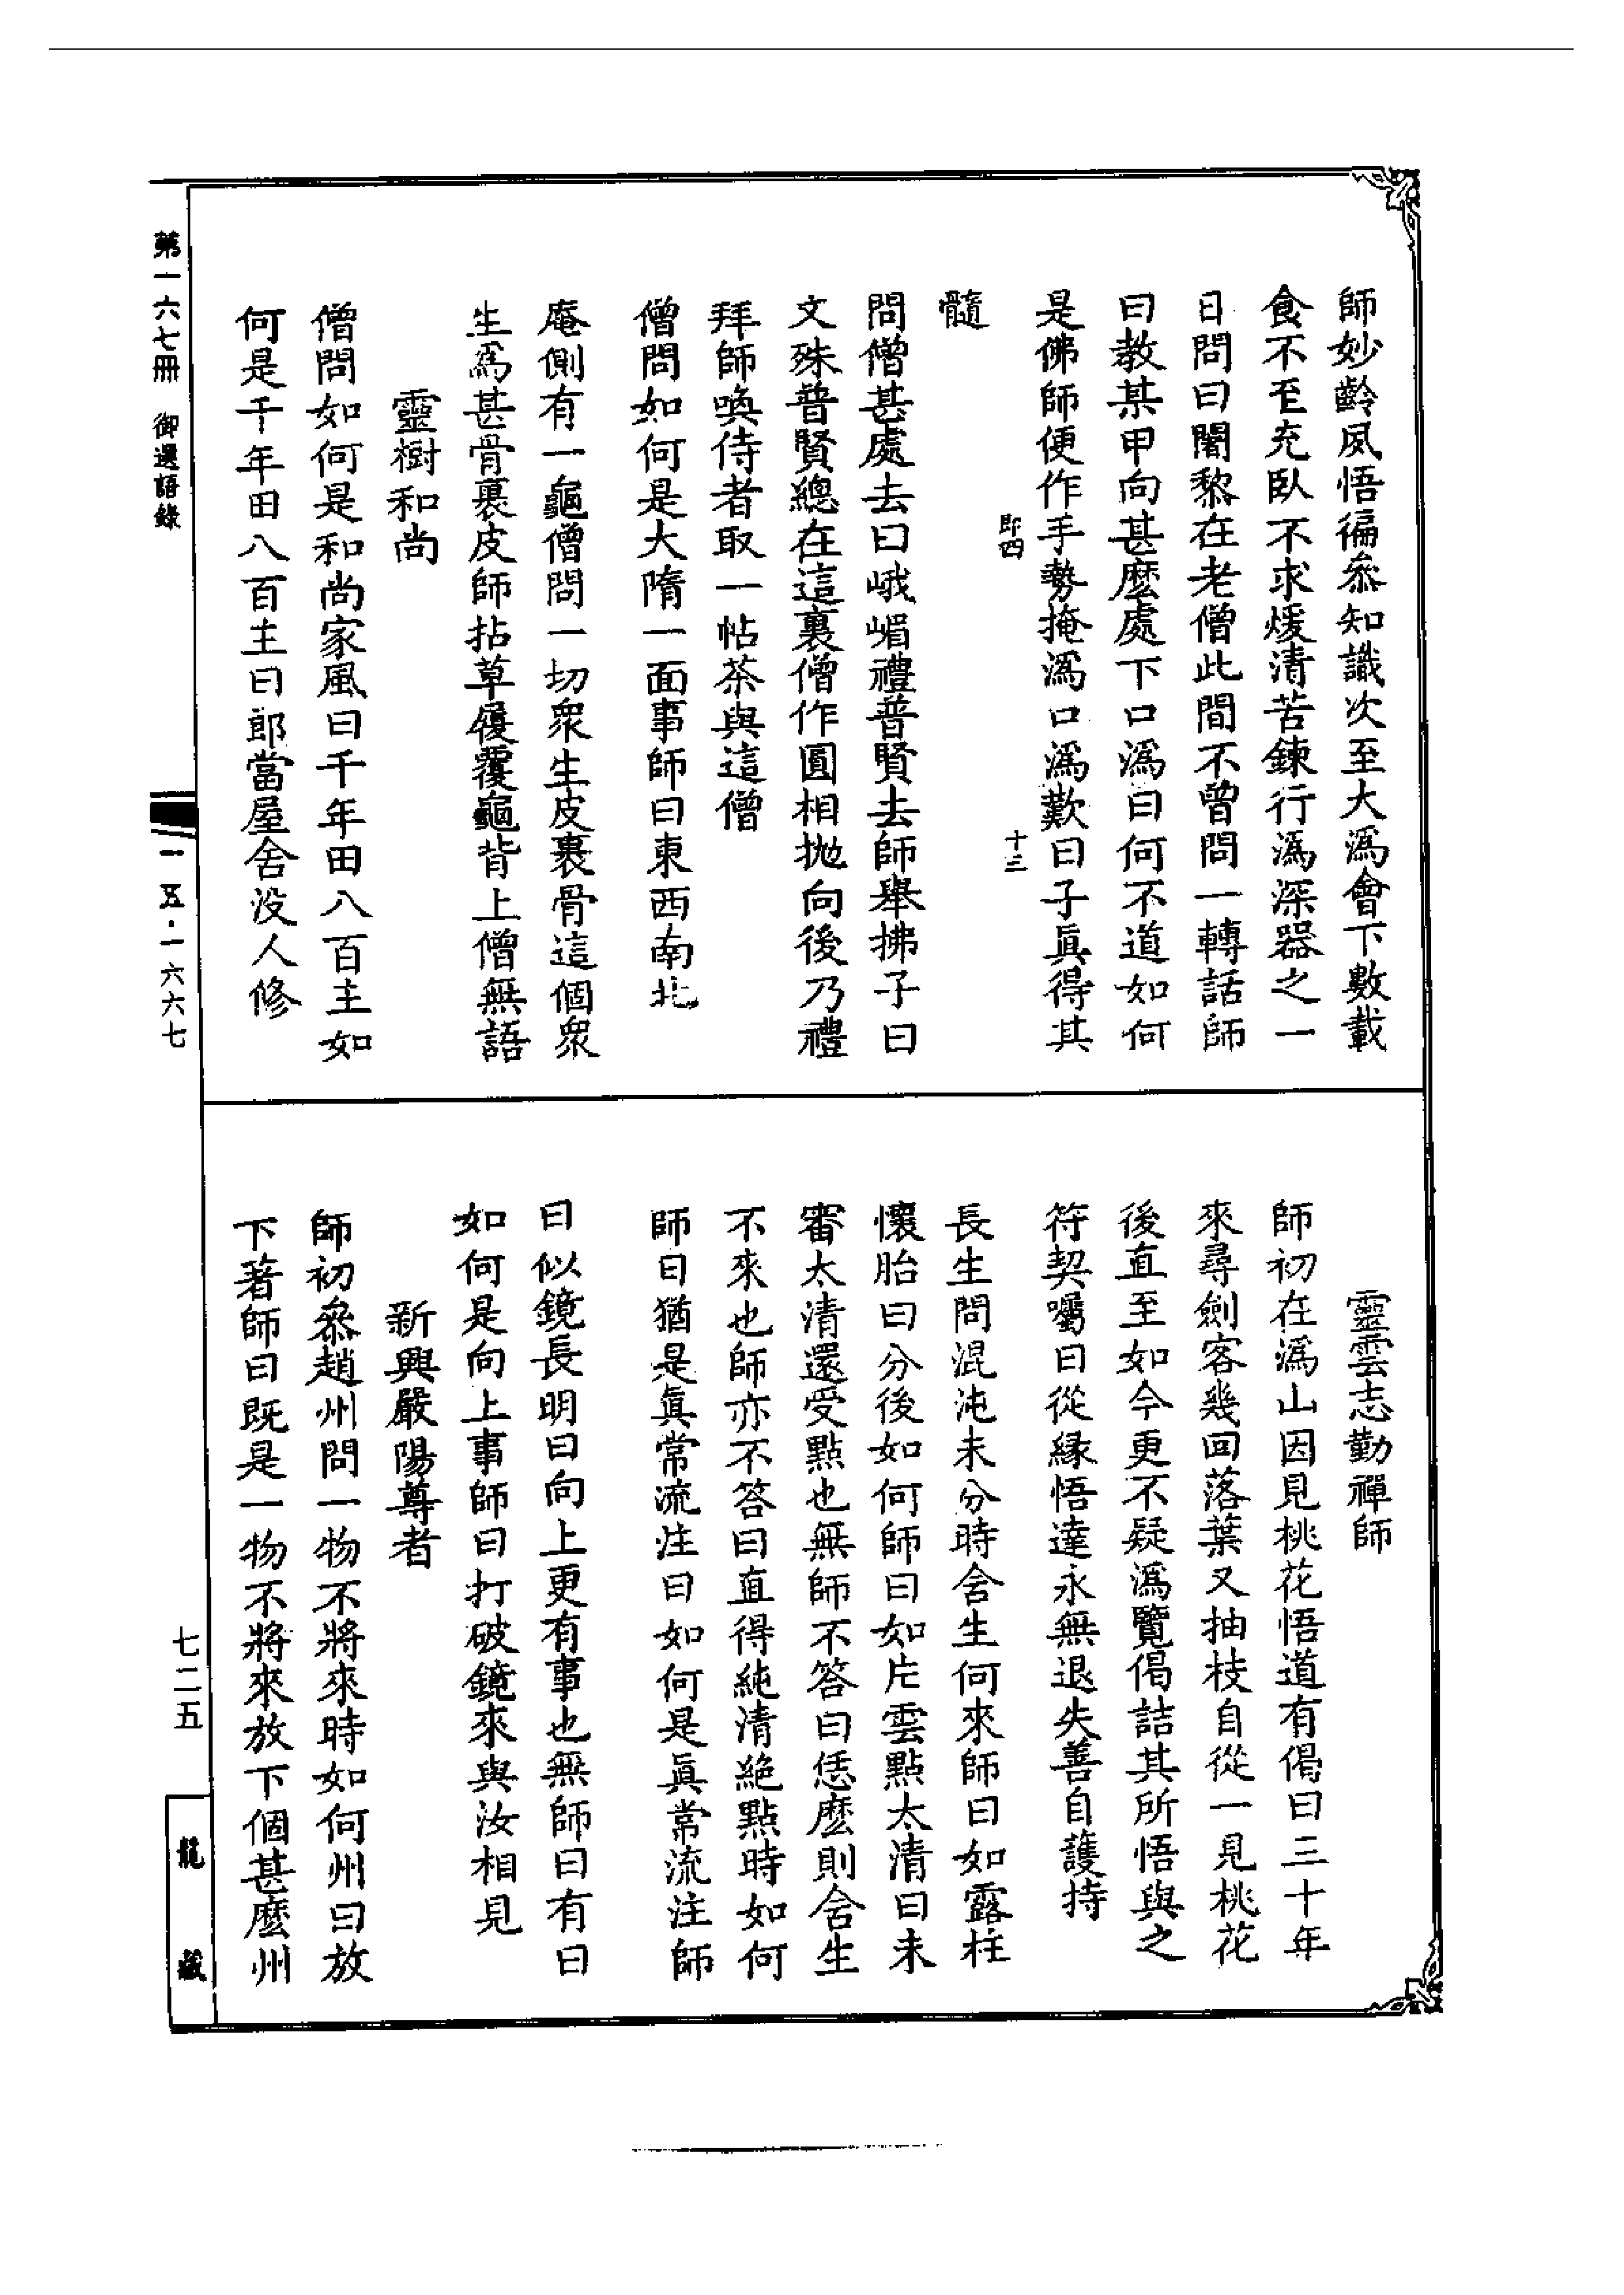 師妙齡夙悟徧叅知識次至大溈會下數載
食不至充臥不求煖清苦鍊行溈深器之一
日問曰闍黎在老僧此間不曾問一轉話師
曰教某甲向甚麽處下口溈曰何不道如何
是佛師便作手勢掩溈口溈歎曰子眞得其
即四
十三
髓
問僧甚處去曰峨嵋禮普賢去師舉拂子曰
文殊普賢總在這裏僧作圓相拋向後乃禮
拜師喚侍者取一帖茶與這僧
僧問如何是大隋一面事師曰東西南北
庵側有一龜僧問一切衆生皮裹骨這個衆
生爲甚骨裹皮師拈草履覆龜背上僧無語
靈樹和尚
僧問如何是和尚家風曰千年田八百主如
何是千年田八百主曰郎當屋舍沒人修
靈雲志勤禪師
師初在溈山因見桃花悟道有偈曰三十年
來尋劍客幾回落葉又抽枝自從一見桃花
後直至如今更不疑溈覽偈詰其所悟與之
符契囑曰從緣悟達永無退失善自護持
長生問混沌未分時含生何來師曰如露柱
懷胎曰分後如何師曰如片雲點太清曰未
審太清還受點也無師不答曰恁麽則含生
不來也師亦不答曰直得純清絕點時如何
師曰猶是眞常流注曰如何是眞常流注師
曰似鏡長明曰向上更有事也無師曰有曰
如何是向上事師曰打破鏡來與汝相見
新興嚴陽尊者
師初叅趙州問一物不將來時如何州曰放
下著師曰既是一物不將來放下個甚麽州
第一六七冊 御選語錄
一五·一六六七
七二五
龍藏